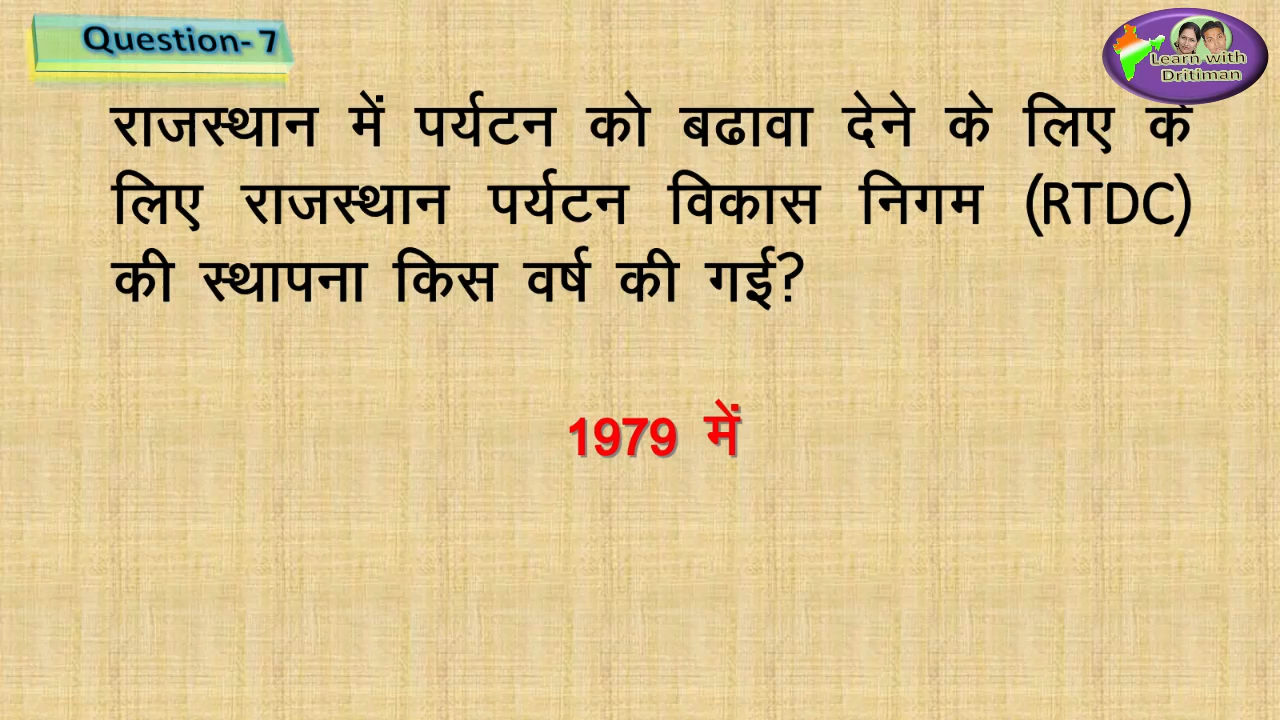 Question- 7
Learn with
Dritiman
राजस्थान में पर्यटन को बढावा देने के लिए के
लिए राजस्थान पर्यटन विकास निगम (RTDC)
की स्थापना किस वर्ष की गई?
1979 में